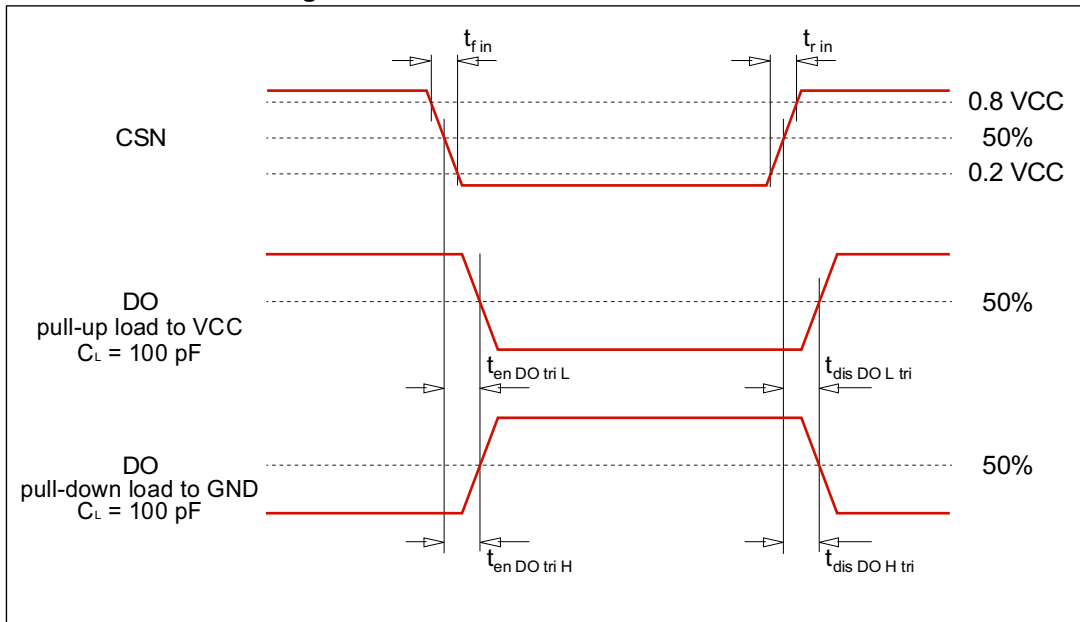 t f in
t r in
0.8 VCC
CSN
50%
0.2 VCC
DO
50%
pull-up load to VCC
CL = 100 pF
t en DO tri L
t dis DO L tri
DO
50%
pull-down load to GND
CL = 100 pF
t en DO tri H
t dis DO H tri